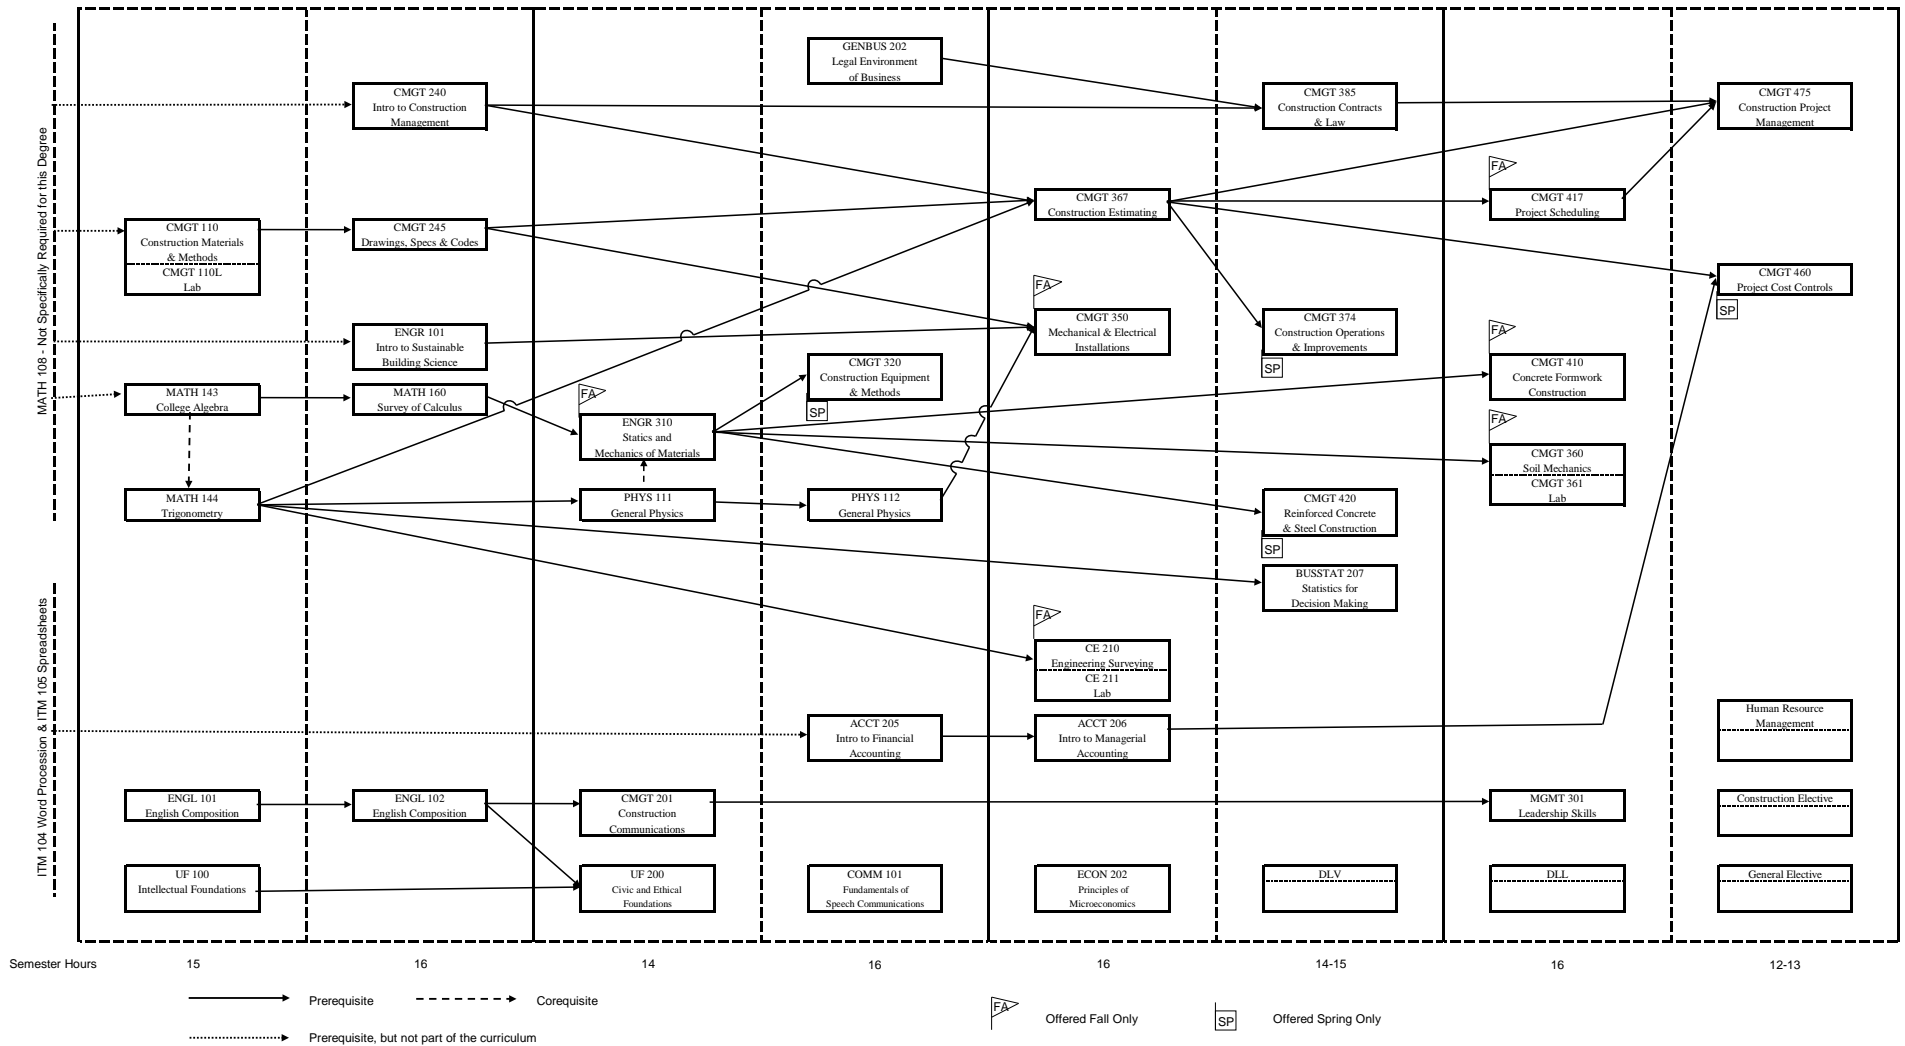 MATH 108 - Not Specifically Required for this Degree
ITM 104 Word Procession & ITM 105 Spreadsheets
CMGT 110
Construction Materials
& Methods
CMGT 110L
Lab
MATH 143
College Algebra
MATH 144
Trigonometry
ENGL 101
English Composition
UF 100
Intellectual Foundations
CMGT 240
Intro to Construction
Management
CMGT 245
Drawings, Specs & Codes
ENGR 101
Intro to Sustainable
Building Science
MATH 160
Survey of Calculus
ENGL 102
English Composition
FA
ENGR 310
Statics and
Mechanics of Materials
PHYS 111
General Physics
CMGT 201
Construction
Communications
UF 200
Civic and Ethical
Foundations
GENBUS 202
Legal Environment
of Business
CMGT 320
Construction Equipment
& Methods
SP
PHYS 112
General Physics
ACCT 205
Intro to Financial
Accounting
COMM 101
Fundamentals of
Speech Communications
CMGT 367
Construction Estimating
FA
CMGT 350
Mechanical & Electrical
Installations
FA
CE 210
Engineering Surveying
CE 211
Lab
ACCT 206
Intro to Managerial
Accounting
ECON 202
Principles of
Microeconomics
CMGT 385
Construction Contracts
& Law
CMGT 374
Construction Operations
& Improvements
SP
CMGT 420
Reinforced Concrete
& Steel Construction
SP
BUSSTAT 207
Statistics for
Decision Making
DLV
FA
CMGT 417
Project Scheduling
FA
CMGT 410
Concrete Formwork
Construction
FA
CMGT 360
Soil Mechanics
CMGT 361
Lab
MGMT 301
Leadership Skills
DLL
CMGT 475
Construction Project
Management
CMGT 460
Project Cost Controls
SP
Human Resource
Management
Construction Elective
General Elective
Semester Hours 15 16 14 16 16 14-15 16 12-13
Prerequisite
Corequisite
Prerequisite, but not part of the curriculum
FA
Offered Fall Only
SP
Offered Spring Only